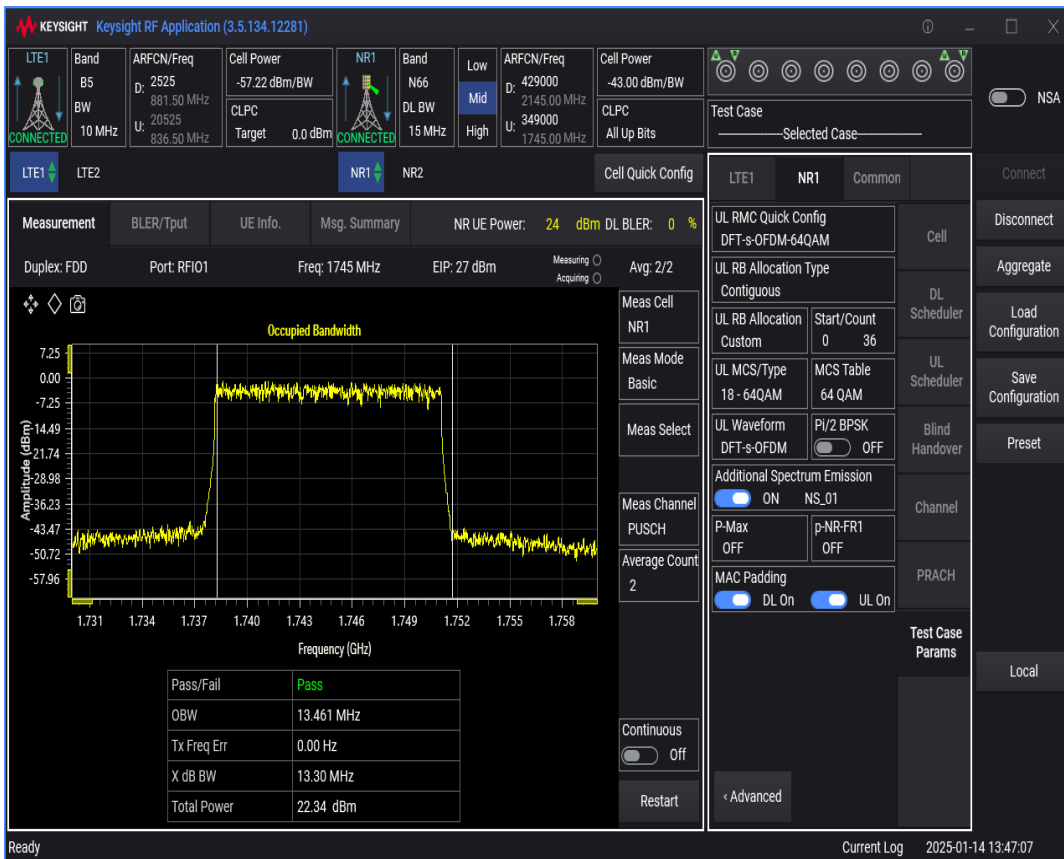 KEYSIGHT Keysight RF Application (3.5.134.12281)
LTE1
CONNECTED
Band
B5
BW
10 MHz
ARFCN/Freq
D: 2525
881.50 MHz
U: 20525
836.50 MHz
Cell Power
-57.22 dBm/BW
CLPC
Target 0.0 dBm
NR1
CONNECTED
Band
N66
DL BW
15 MHz
Low
Mid
High
ARFCN/Freq
D: 429000
2145.00 MHz
U: 349000
1745.00 MHz
Cell Power
-43.00 dBm/BW
CLPC
All Up Bits
Test Case
Selected Case
NSA
LTE1 LTE2
NR1 NR2
Cell Quick Config
Measurement BLER/Tput UE Info. Msg. Summary NR UE Power: 24 dBm DL BLER: 0 %
Duplex: FDD Port: RFIO1 Freq: 1745 MHz EIP: 27 dBm Measuring Avg: 2/2
Acquiring
Occupied Bandwidth
Amplitude (dBm)
7.25
0.00
-7.25
-14.49
-21.74
-28.98
-36.23
-43.47
-50.72
-57.96
1.731 1.734 1.737 1.740 1.743 1.746 1.749 1.752 1.755 1.758
Frequency (GHz)
Pass/Fail Pass
OBW 13.461 MHz
Tx Freq Err 0.00 Hz
X dB BW 13.30 MHz
Total Power 22.34 dBm
Meas Cell
NR1
Meas Mode
Basic
Meas Select
Meas Channel
PUSCH
Average Count
2
Continuous
Off
Restart
LTE1 NR1 Common
UL RMC Quick Config
DFT-s-OFDM-64QAM
UL RB Allocation Type
Contiguous
UL RB Allocation
Custom
Start/Count
0 36
UL MCS/Type
18 - 64QAM
MCS Table
64 QAM
UL Waveform
DFT-s-OFDM
Pi/2 BPSK
OFF
Additional Spectrum Emission
ON NS_01
P-Max
OFF
p-NR-FR1
OFF
MAC Padding
DL On UL On
‹ Advanced
Cell
DL
Scheduler
UL
Scheduler
Blind
Handover
Channel
PRACH
Test Case
Params
Connect
Disconnect
Aggregate
Load
Configuration
Save
Configuration
Preset
Local
Ready
Current Log 2025-01-14 13:47:07